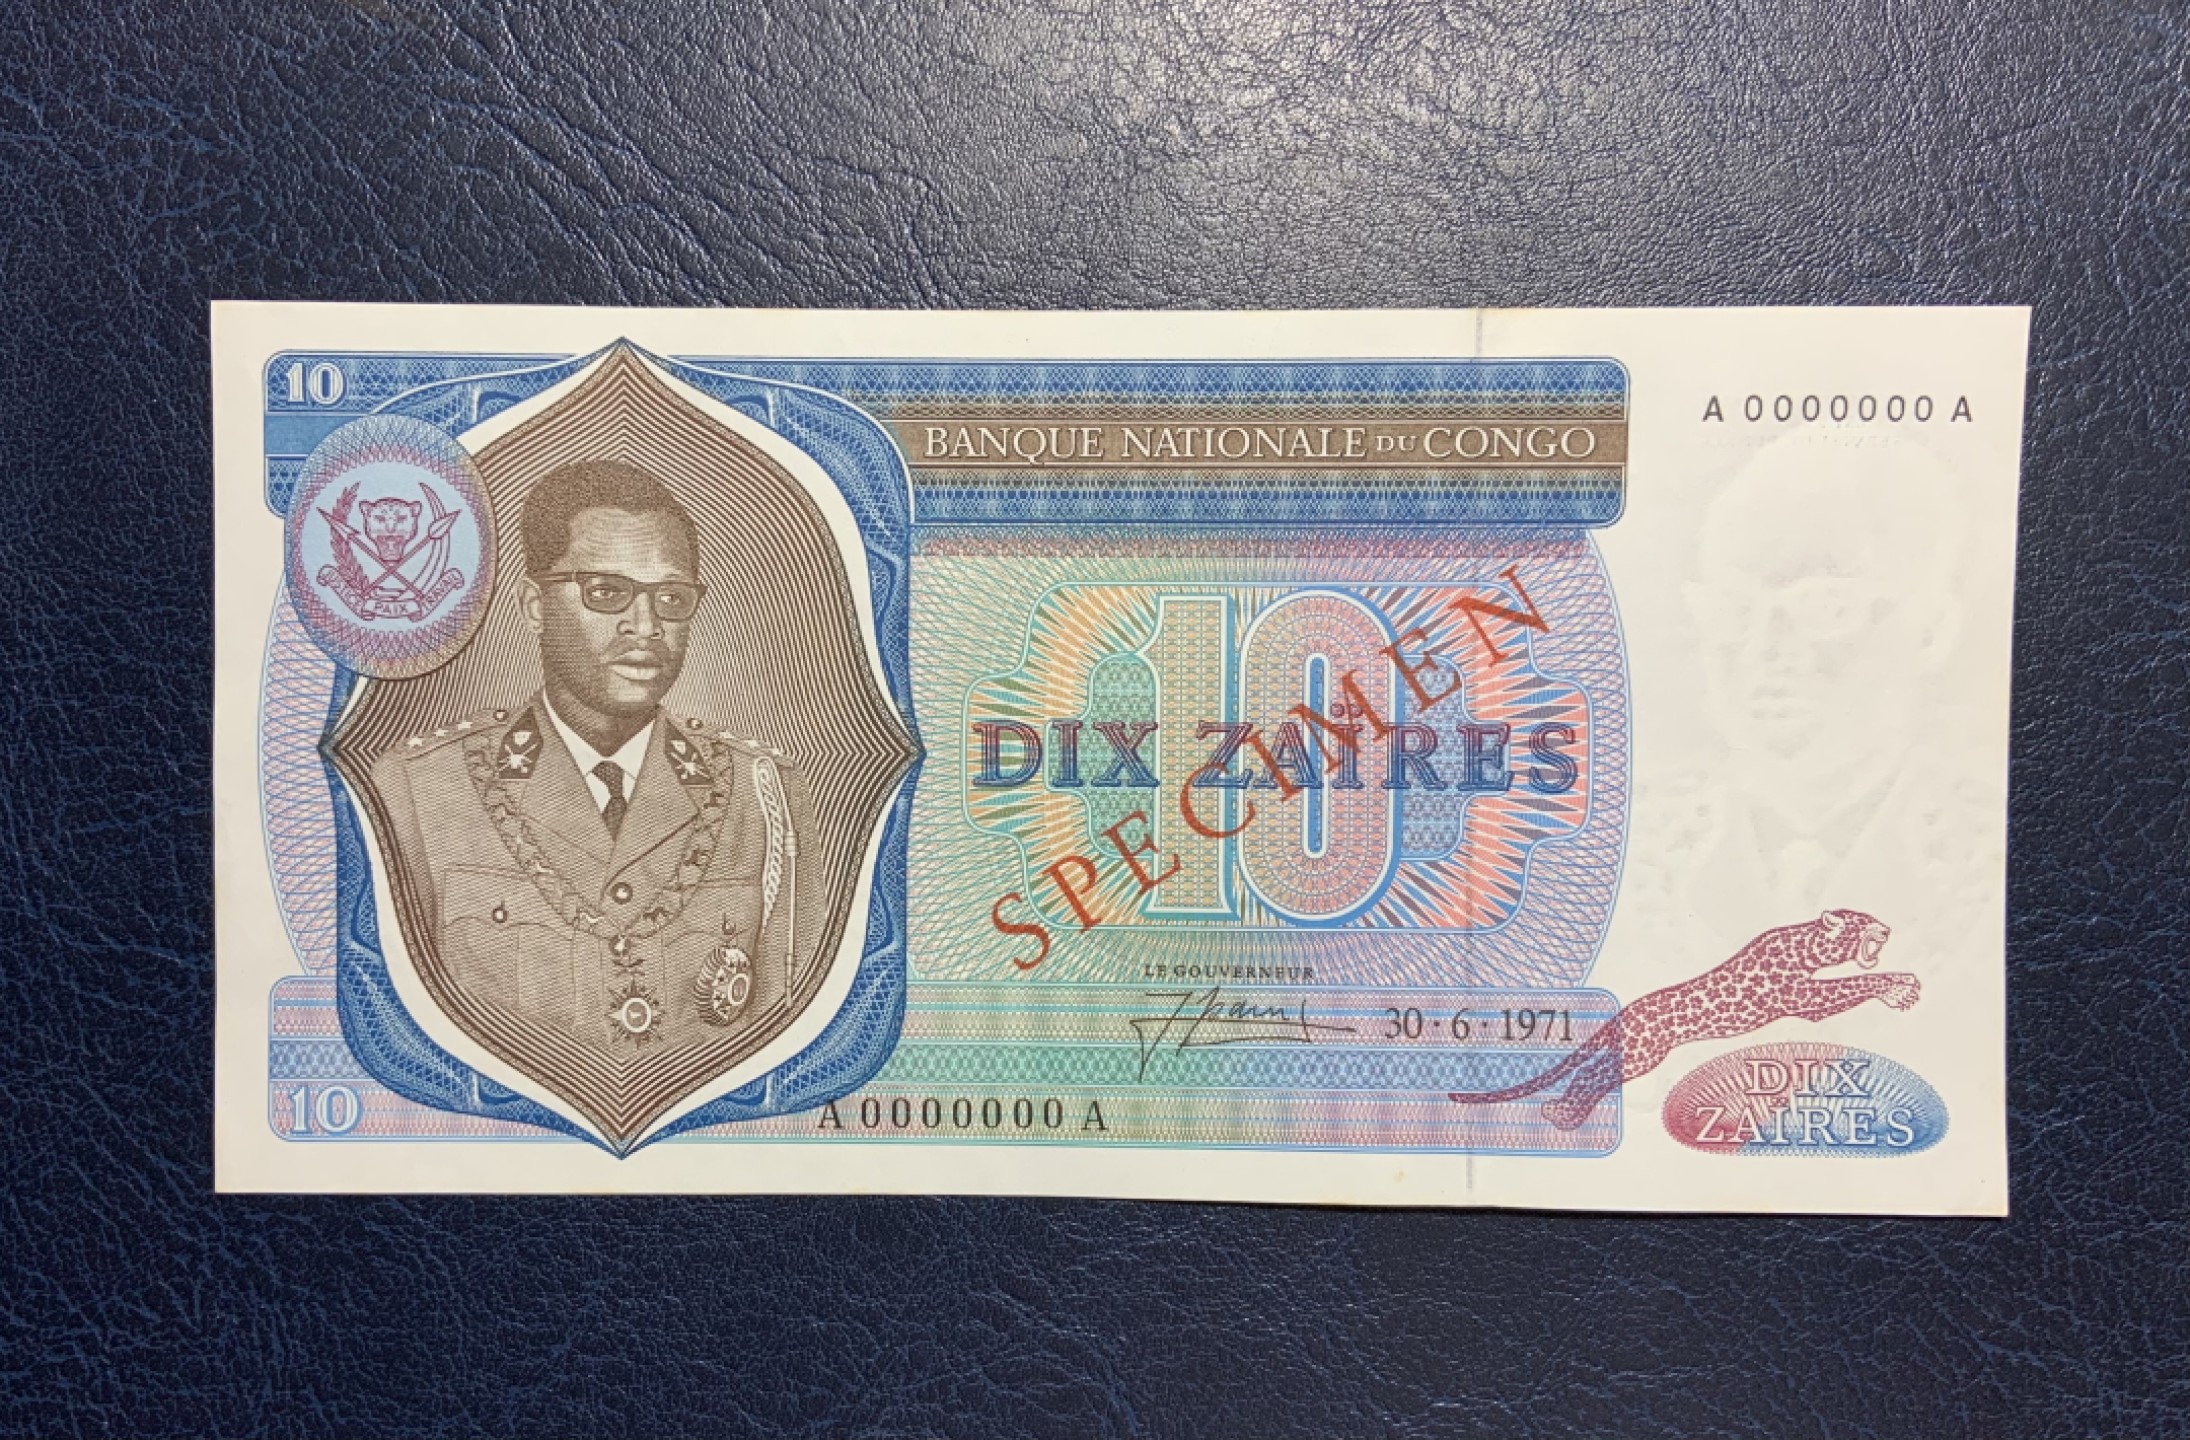 10
BANQUE NATIONALE DU CONGO
A 0000000 A
PAIX
10
DIX ZAÏRES
SPECIMEN
LE GOUVERNEUR
30·6·1971
10
A 0000000 A
DIX
ZAÏRES